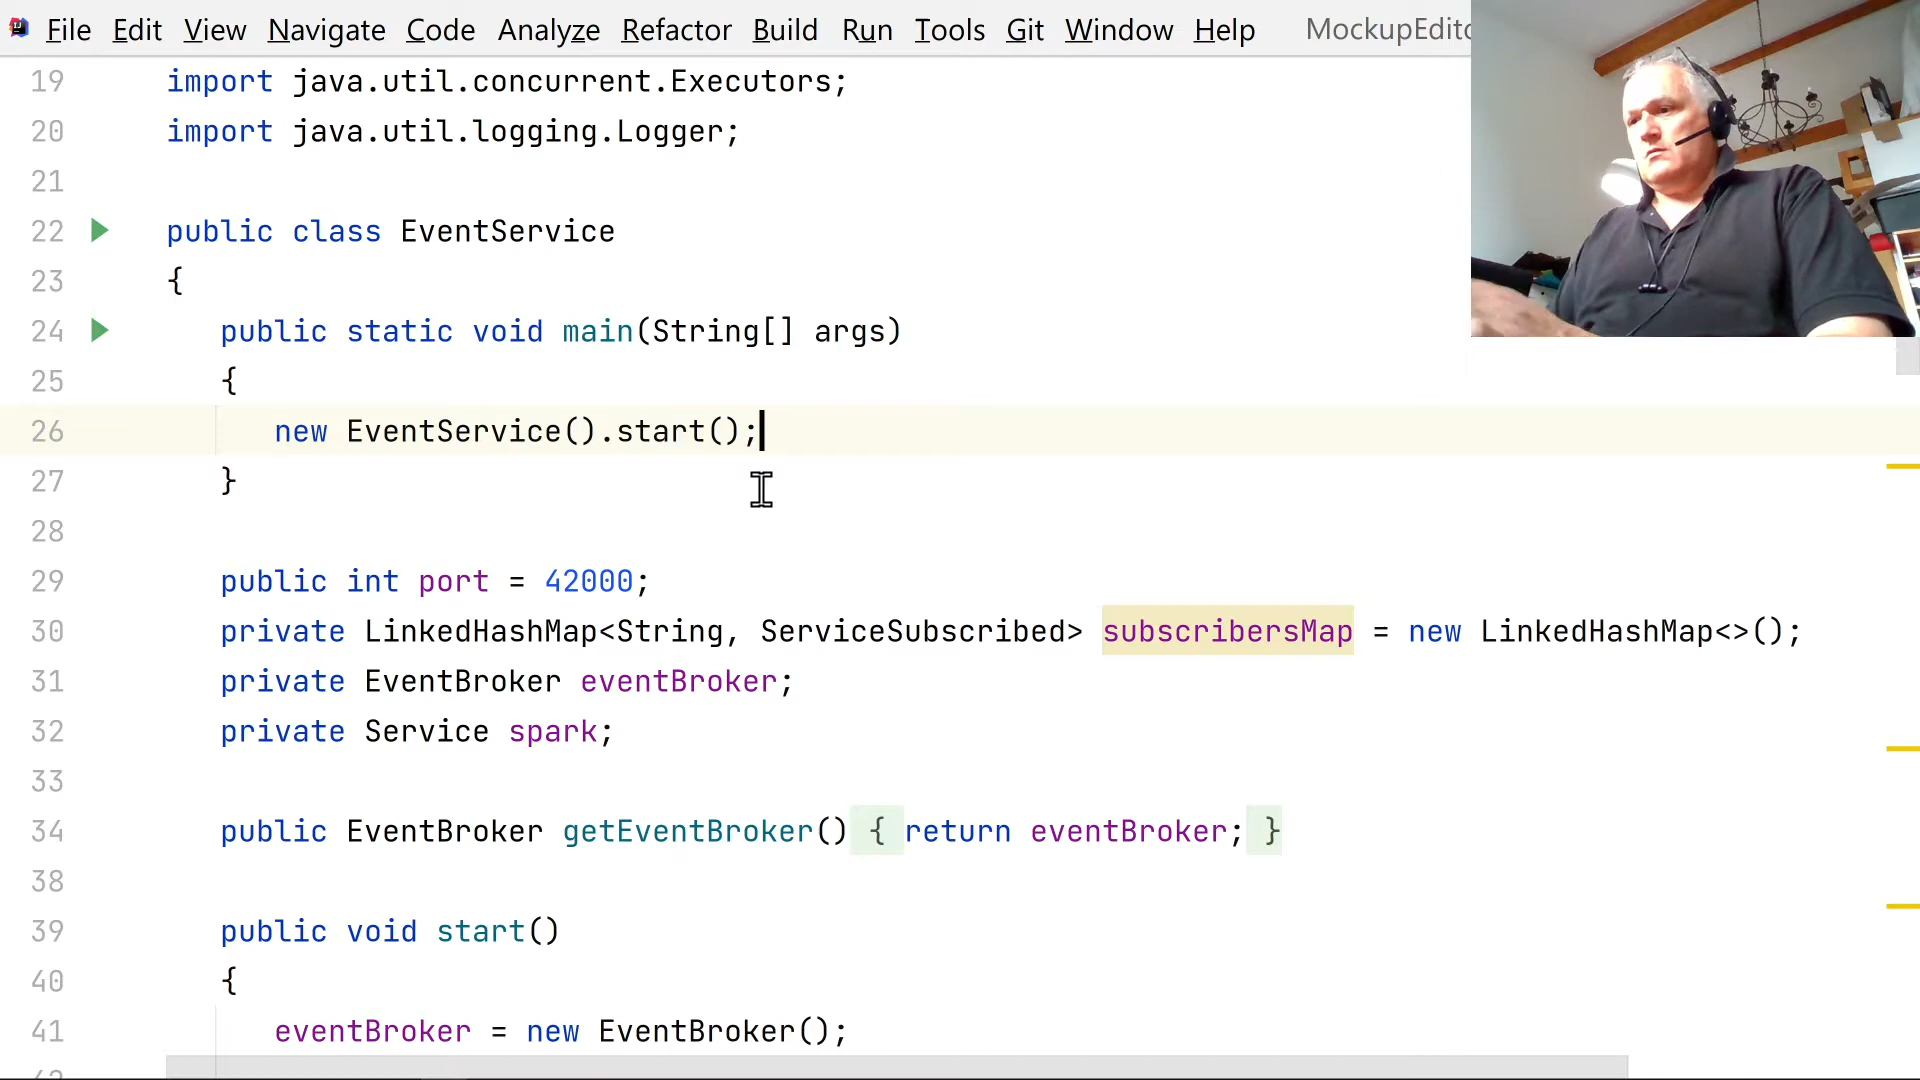 File Edit View Navigate Code Analyze Refactor Build Run Tools Git Window Help MockupEdito
19 import java.util.concurrent.Executors;
20 import java.util.logging.Logger;
21
22 public class EventService
23 {
24 public static void main(String[] args)
25 {
26 new EventService().start();
27 }
28
29 public int port = 42000;
30 private LinkedHashMap<String, ServiceSubscribed> subscribersMap = new LinkedHashMap<>();
31 private EventBroker eventBroker;
32 private Service spark;
33
34 public EventBroker getEventBroker() { return eventBroker; }
38
39 public void start()
40 {
41 eventBroker = new EventBroker();